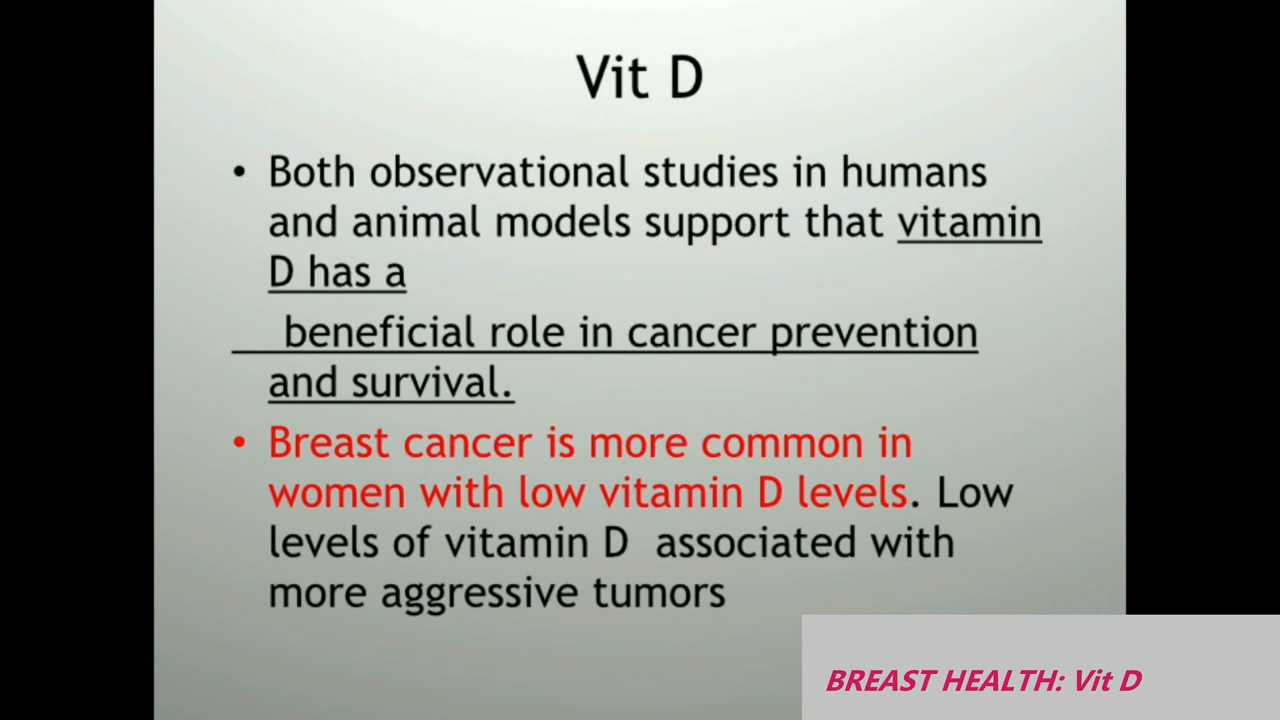 Vit D
• Both observational studies in humans
and animal models support that vitamin
D has a
beneficial role in cancer prevention
and survival.
• Breast cancer is more common in
women with low vitamin D levels. Low
levels of vitamin D associated with
more aggressive tumors
BREAST HEALTH: Vit D